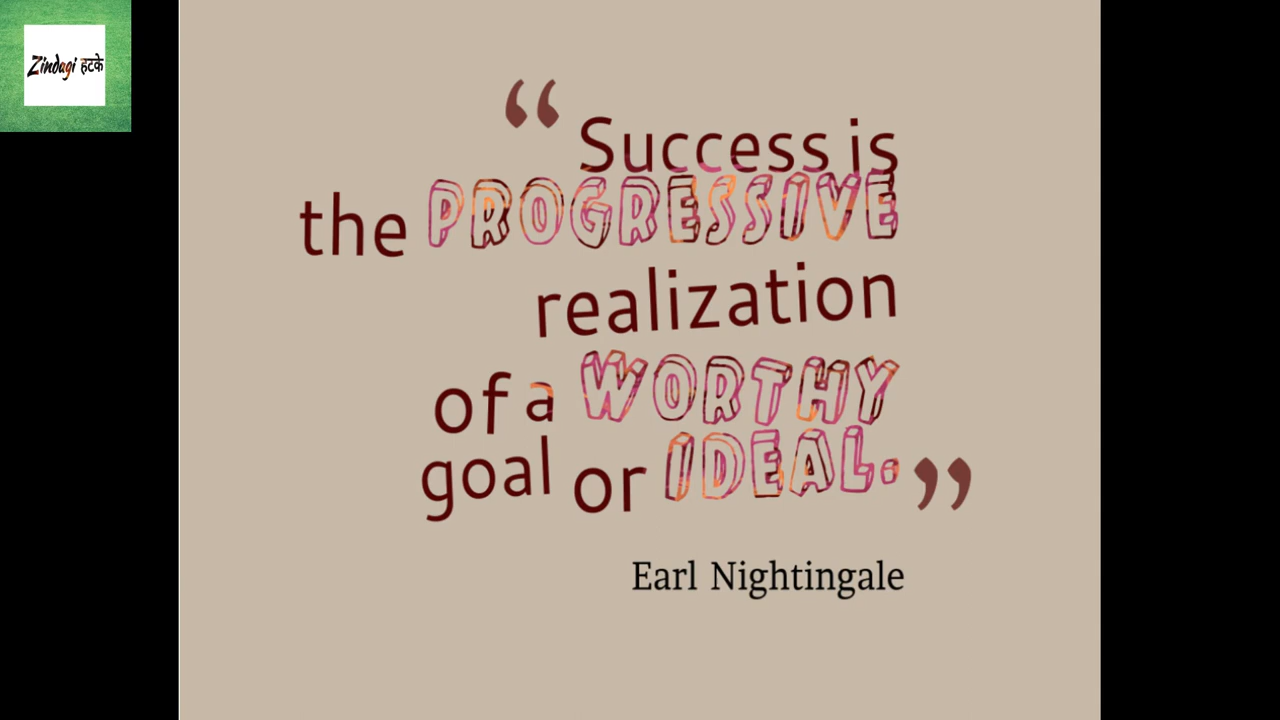 Zindagi हटके
“ Success is
the PROGRESSIVE
realization
of a WORTHY
goal or IDEAL. ”
Earl Nightingale